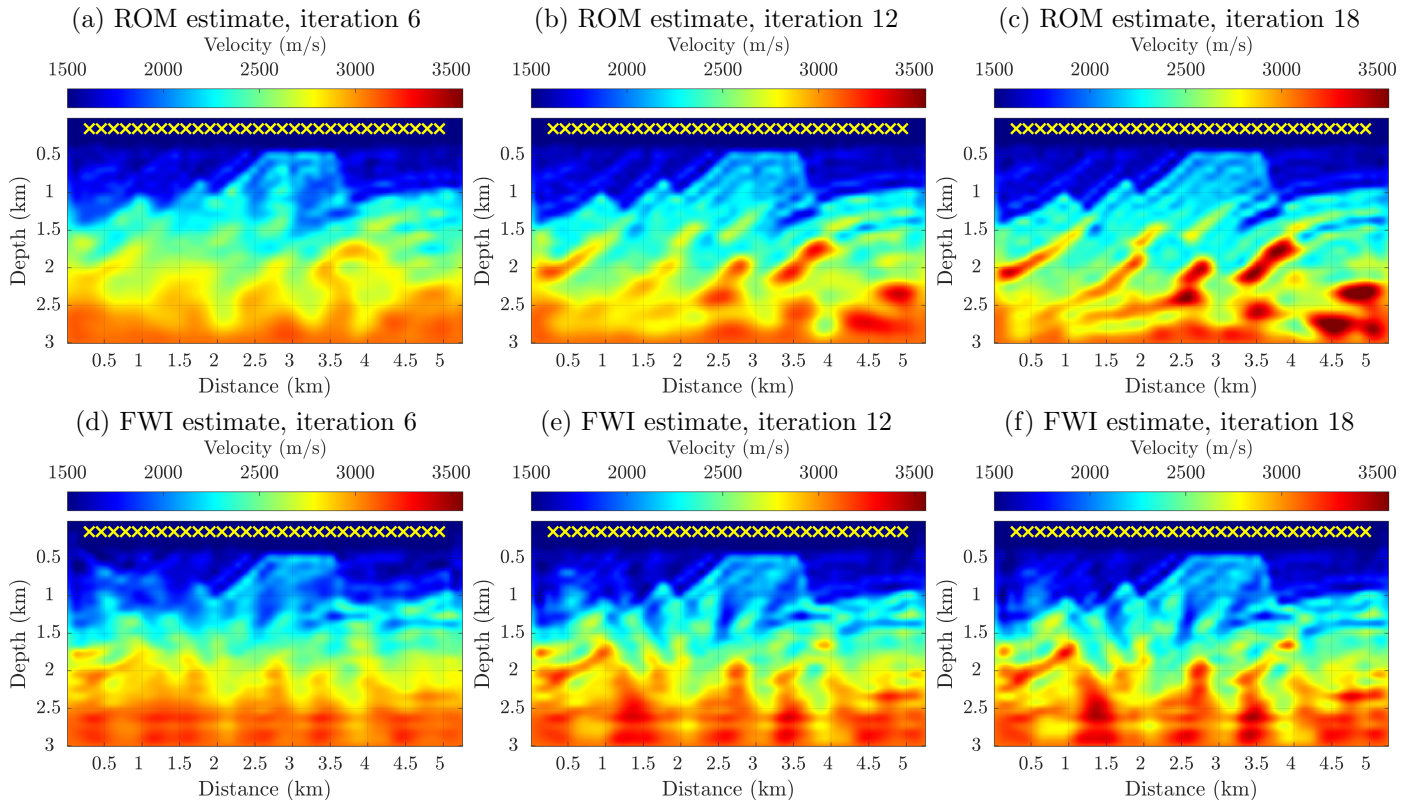 (a) ROM estimate, iteration 6
Velocity (m/s)
1500 2000 2500 3000 3500
0.5
1
1.5
2
2.5
3
Depth (km)
0.5 1 1.5 2 2.5 3 3.5 4 4.5 5
Distance (km)
(b) ROM estimate, iteration 12
Velocity (m/s)
1500 2000 2500 3000 3500
0.5
1
1.5
2
2.5
3
Depth (km)
0.5 1 1.5 2 2.5 3 3.5 4 4.5 5
Distance (km)
(c) ROM estimate, iteration 18
Velocity (m/s)
1500 2000 2500 3000 3500
0.5
1
1.5
2
2.5
3
Depth (km)
0.5 1 1.5 2 2.5 3 3.5 4 4.5 5
Distance (km)
(d) FWI estimate, iteration 6
Velocity (m/s)
1500 2000 2500 3000 3500
0.5
1
1.5
2
2.5
3
Depth (km)
0.5 1 1.5 2 2.5 3 3.5 4 4.5 5
Distance (km)
(e) FWI estimate, iteration 12
Velocity (m/s)
1500 2000 2500 3000 3500
0.5
1
1.5
2
2.5
3
Depth (km)
0.5 1 1.5 2 2.5 3 3.5 4 4.5 5
Distance (km)
(f) FWI estimate, iteration 18
Velocity (m/s)
1500 2000 2500 3000 3500
0.5
1
1.5
2
2.5
3
Depth (km)
0.5 1 1.5 2 2.5 3 3.5 4 4.5 5
Distance (km)